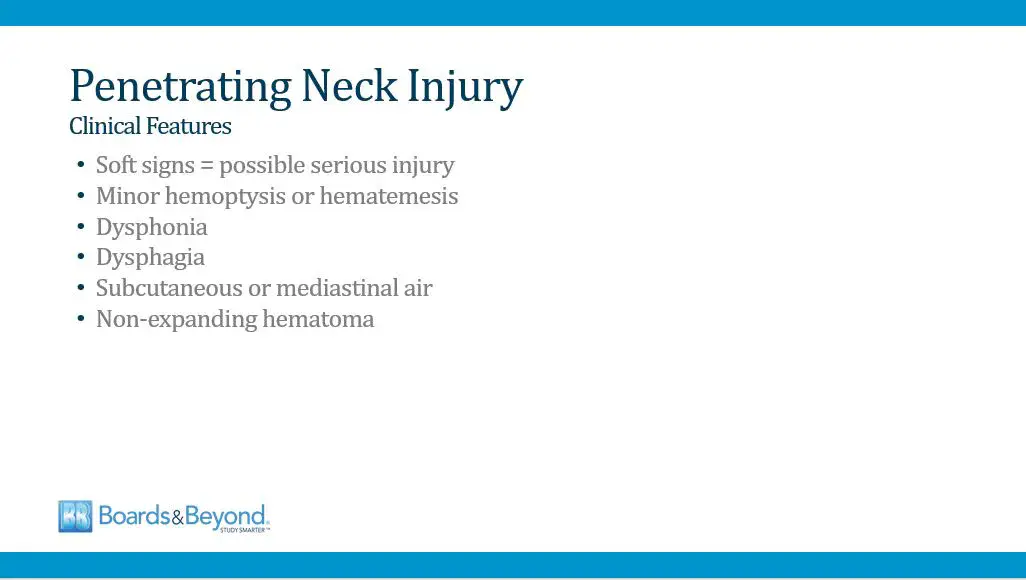 Penetrating Neck Injury
Clinical Features
• Soft signs = possible serious injury
• Minor hemoptysis or hematemesis
• Dysphonia
• Dysphagia
• Subcutaneous or mediastinal air
• Non-expanding hematoma
BB Boards&Beyond®
STUDY SMARTER™